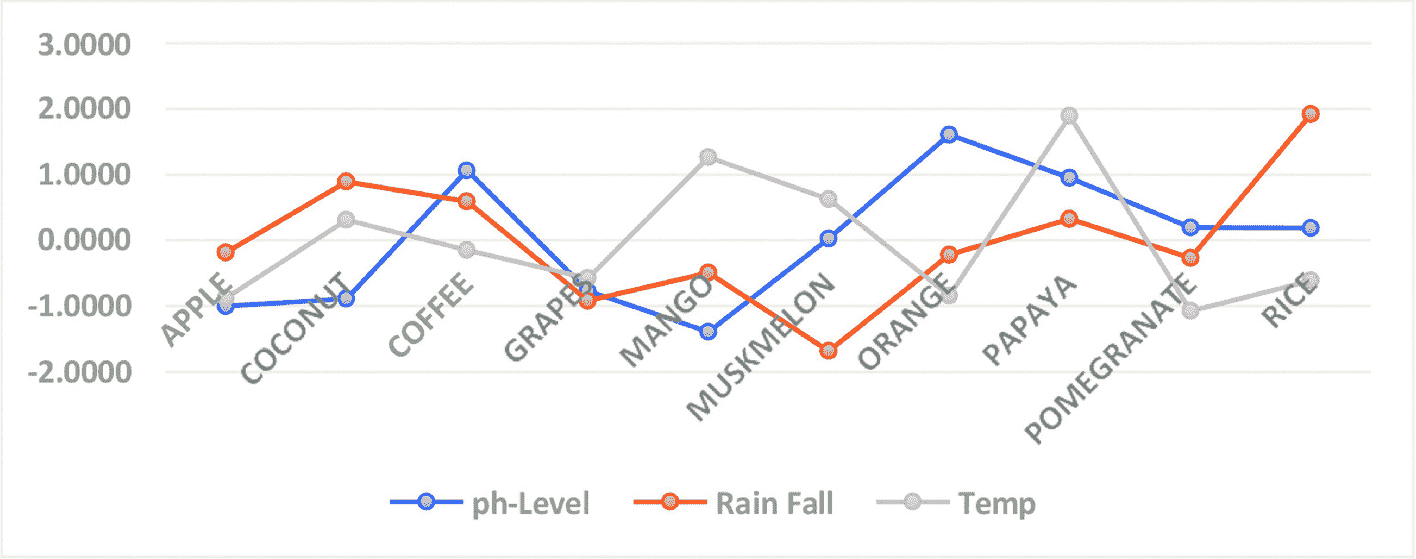 3.0000
2.0000
1.0000
0.0000
-1.0000
-2.0000
APPLE
COCONUT
COFFEE
GRAPES
MANGO
MUSKMELON
ORANGE
PAPAYA
POMEGRANATE
RICE
ph-Level Rain Fall Temp